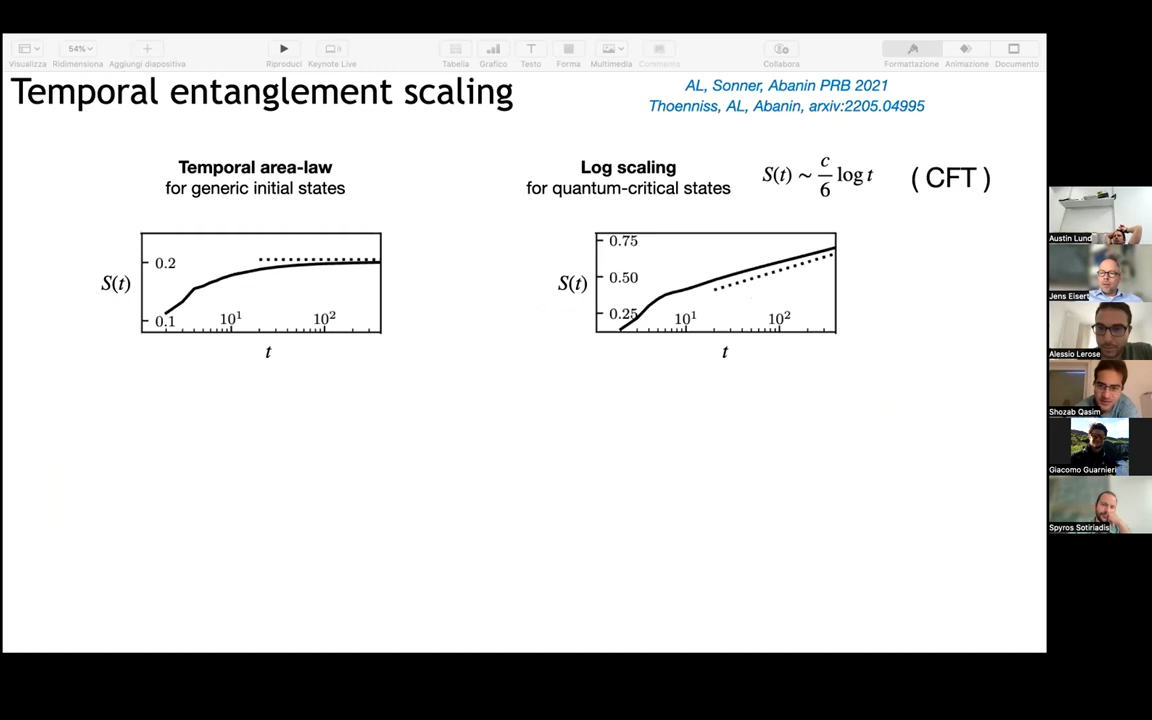 54%
Visualizza
Ridimensiona
Aggiungi diapositiva
Riproduci
Keynote Live
Tabella
Grafico
Testo
Forma
Multimedia
Commento
Collabora
Formattazione
Animazione
Documento
Temporal entanglement scaling
AL, Sonner, Abanin PRB 2021
Thoenniss, AL, Abanin, arxiv:2205.04995
Temporal area-law
for generic initial states
Log scaling
for quantum-critical states
S(t) ~ c/6 log t
( CFT )
S(t)
0.2
0.1
10¹
10²
t
S(t)
0.75
0.50
0.25
10¹
10²
t
Austin Lund
Jens Eisert
Alessio Lerose
Shozab Qasim
Giacomo Guarnieri
Spyros Sotiriadis